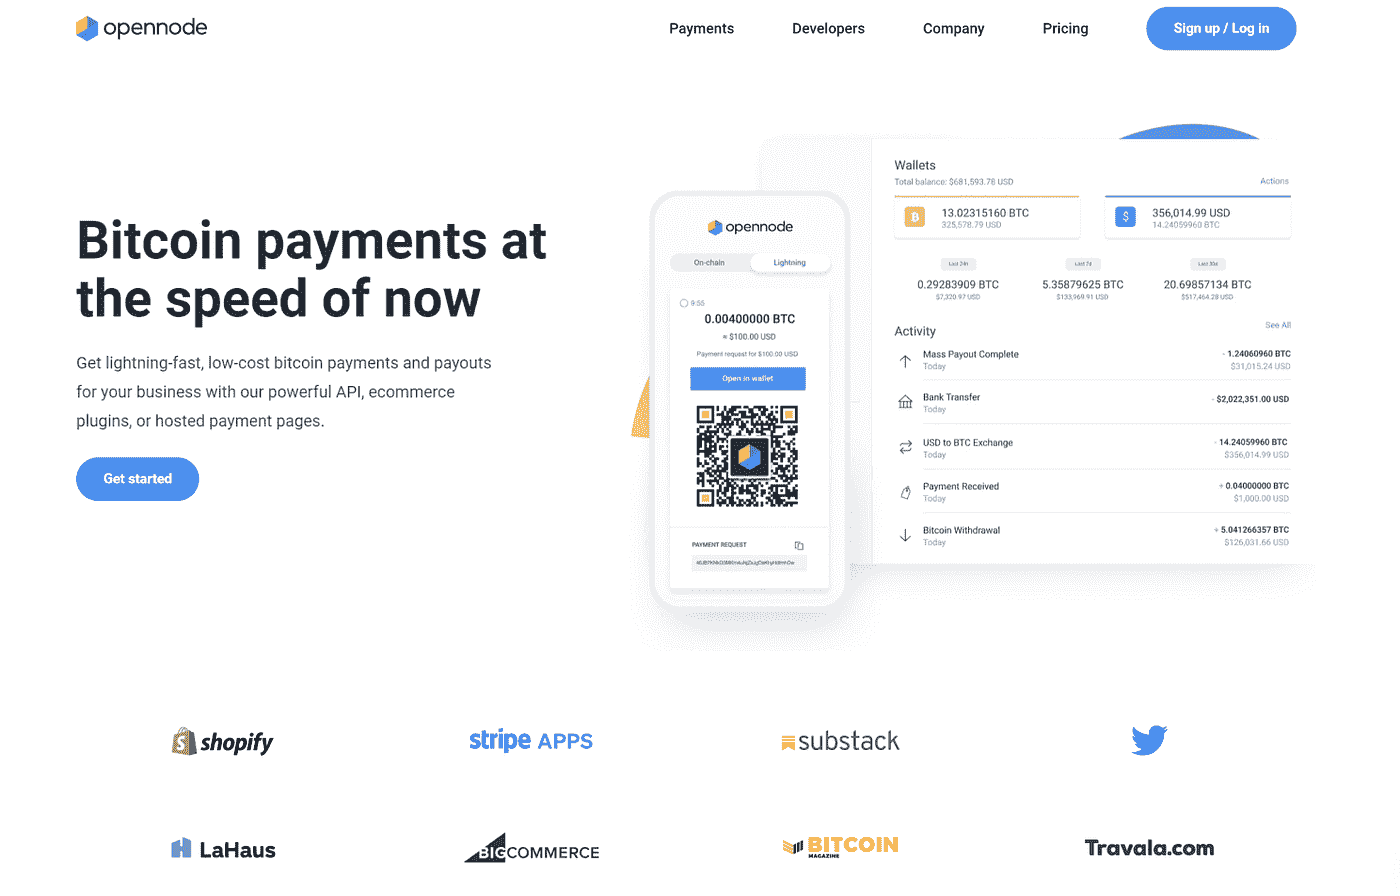 opennode
Payments
Developers
Company
Pricing
Sign up / Log in
Bitcoin payments at
the speed of now
Get lightning-fast, low-cost bitcoin payments and payouts
for your business with our powerful API, ecommerce
plugins, or hosted payment pages.
Get started
opennode
On-chain
Lightning
9:55
0.00400000 BTC
≈ $100.00 USD
Payment request for $100.00 USD
Open in wallet
PAYMENT REQUEST
Wallets
Total balance: $681,593.78 USD
Actions
13.02315160 BTC
325,578.79 USD
356,014.99 USD
14.24059960 BTC
Last 24h
Last 7d
Last 30d
0.29283909 BTC
5.35879625 BTC
20.69857134 BTC
$7,320.97 USD
$133,969.91 USD
$517,464.28 USD
Activity
See All
Mass Payout Complete
- 1.24060960 BTC
Today
$31,015.24 USD
Bank Transfer
- $2,022,351.00 USD
Today
USD to BTC Exchange
- 14.24059960 BTC
Today
$356,014.99 USD
Payment Received
+ 0.04000000 BTC
Today
$1,000.00 USD
Bitcoin Withdrawal
+ 5.041266357 BTC
Today
$126,031.66 USD
shopify
stripe APPS
substack
LaHaus
BIGCOMMERCE
BITCOIN
MAGAZINE
Travala.com